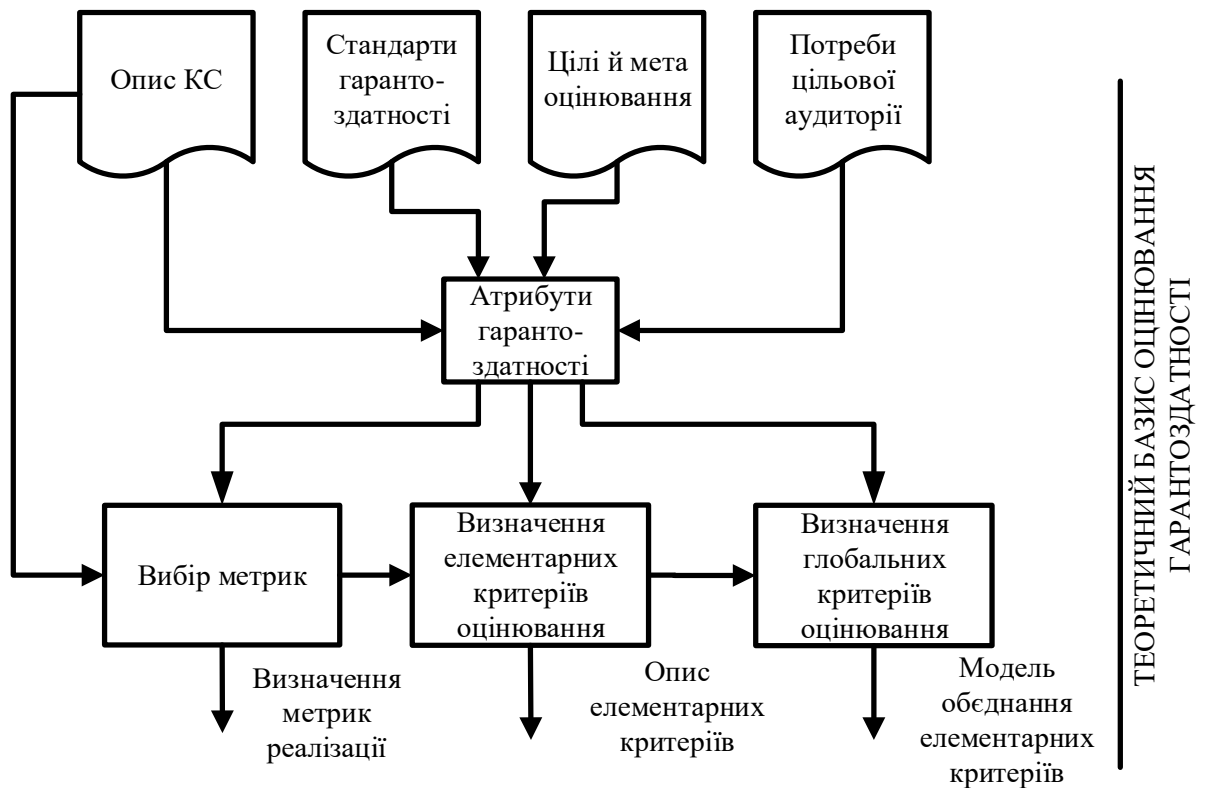 Опис КС
Стандарти
гаранто-
здатності
Цілі й мета
оцінювання
Потреби
цільової
аудиторії
Атрибути
гаранто-
здатності
Вибір метрик
Визначення
елементарних
критеріїв
оцінювання
Визначення
глобальних
критеріїв
оцінювання
Визначення
метрик
реалізації
Опис
елементарних
критеріїв
Модель
обєднання
елементарних
критеріїв
ТЕОРЕТИЧНИЙ БАЗИС ОЦІНЮВАННЯ
ГАРАНТОЗДАТНОСТІ